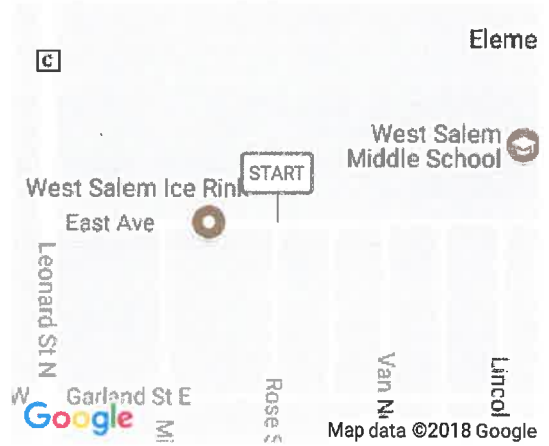 Eleme
C
West Salem
Middle School
START
West Salem Ice Rink
East Ave
Leonard St N
Garland St E
W
Rose S
Van N
Lincol
Mi
Google
Map data ©2018 Google